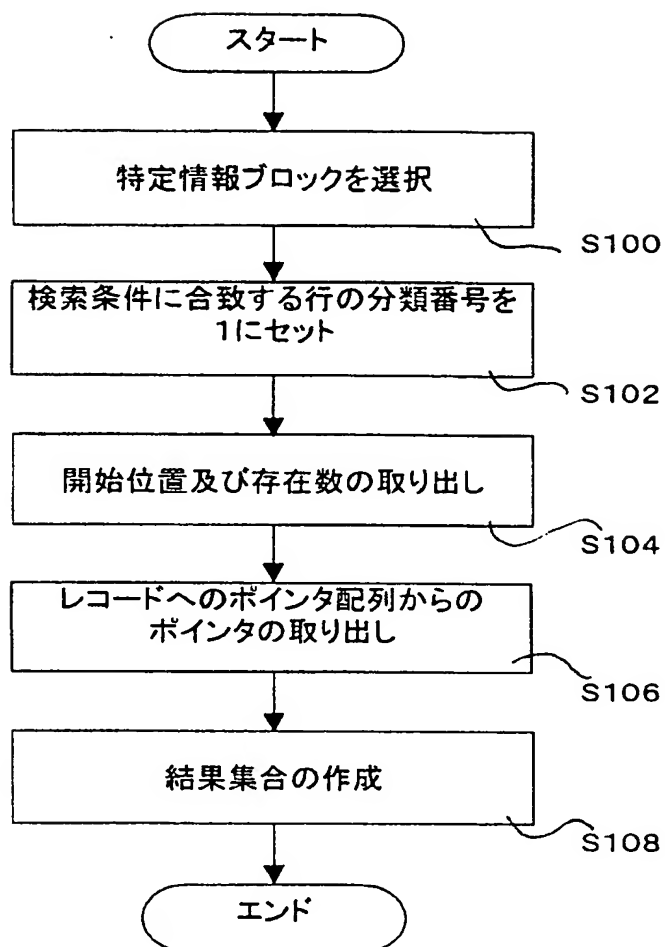 スタート
特定情報ブロックを選択
S100
検索条件に合致する行の分類番号を
1にセット
S102
開始位置及び存在数の取り出し
S104
レコードへのポインタ配列からの
ポインタの取り出し
S106
結果集合の作成
S108
エンド